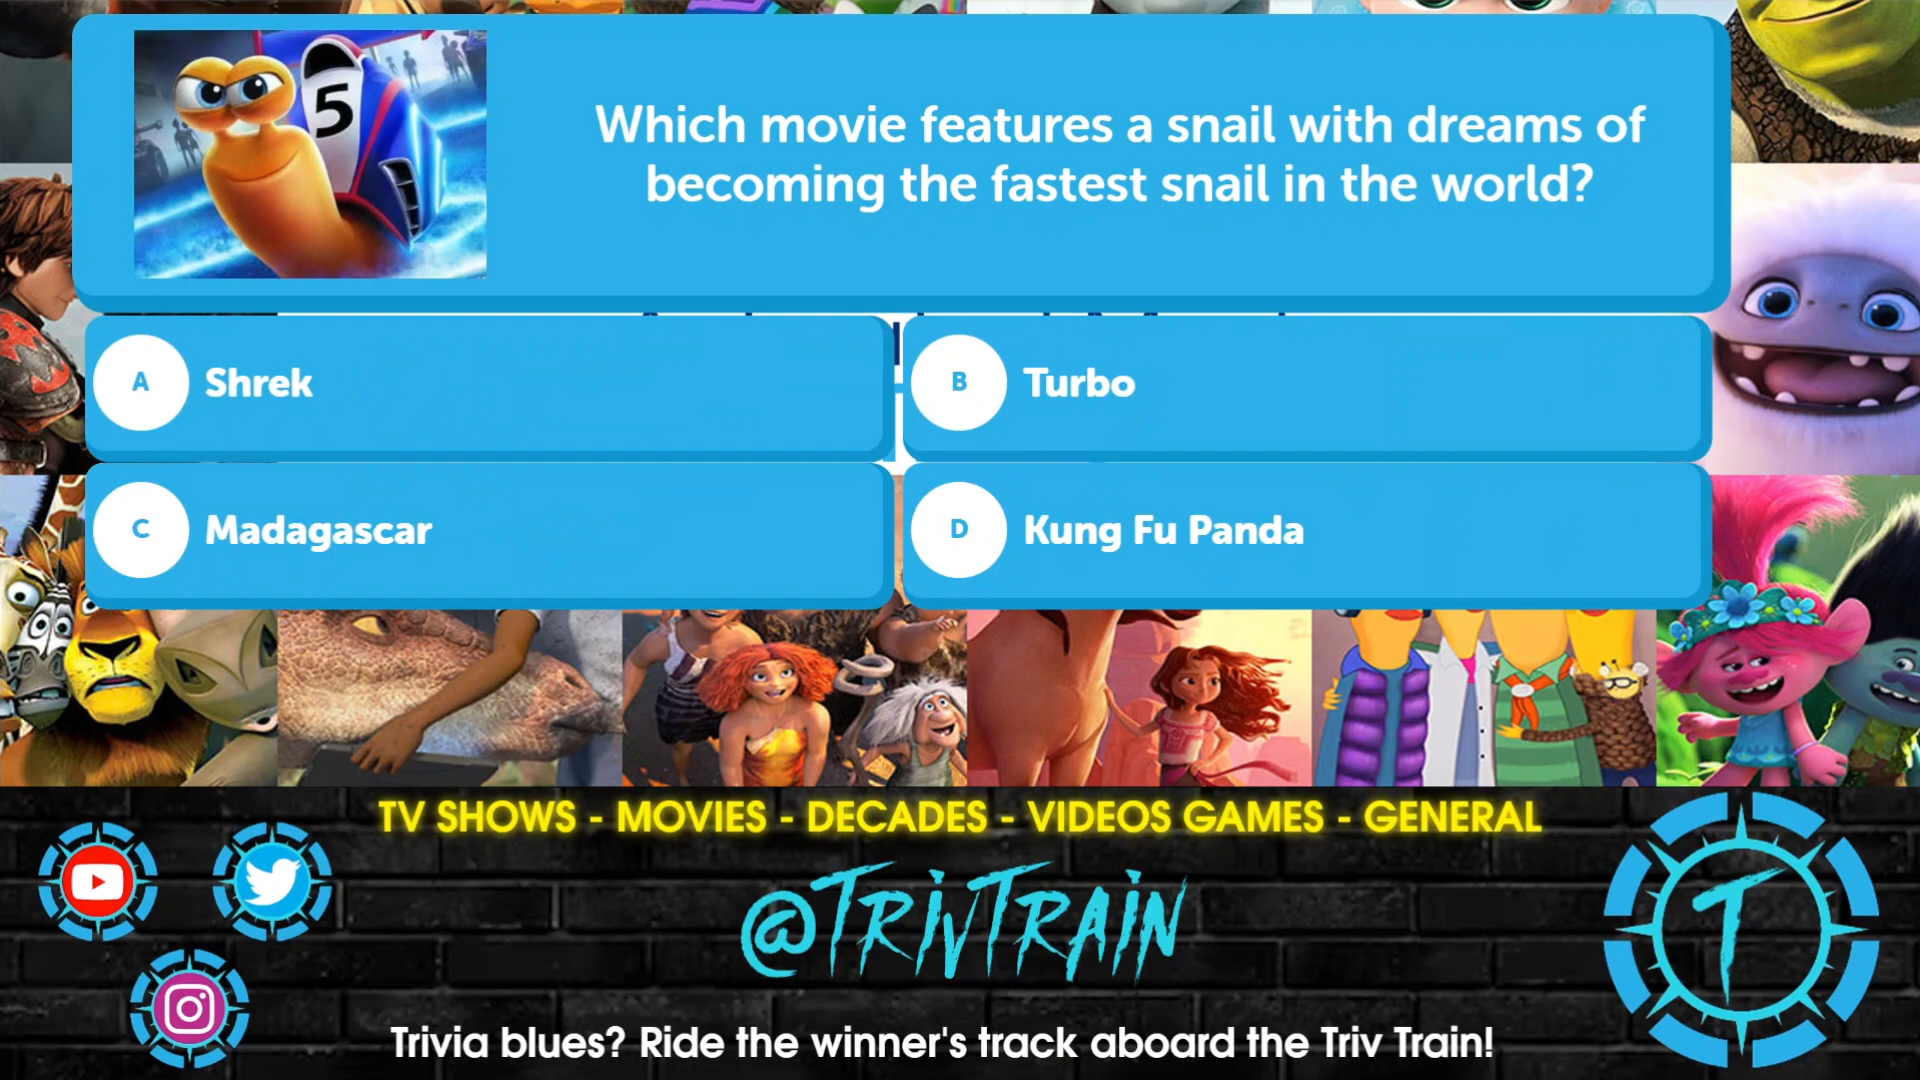 5
Which movie features a snail with dreams of
becoming the fastest snail in the world?
A Shrek
B Turbo
C Madagascar
D Kung Fu Panda
TV SHOWS - MOVIES - DECADES - VIDEOS GAMES - GENERAL
@TRIVTRAIN
T
Trivia blues? Ride the winner's track aboard the Triv Train!